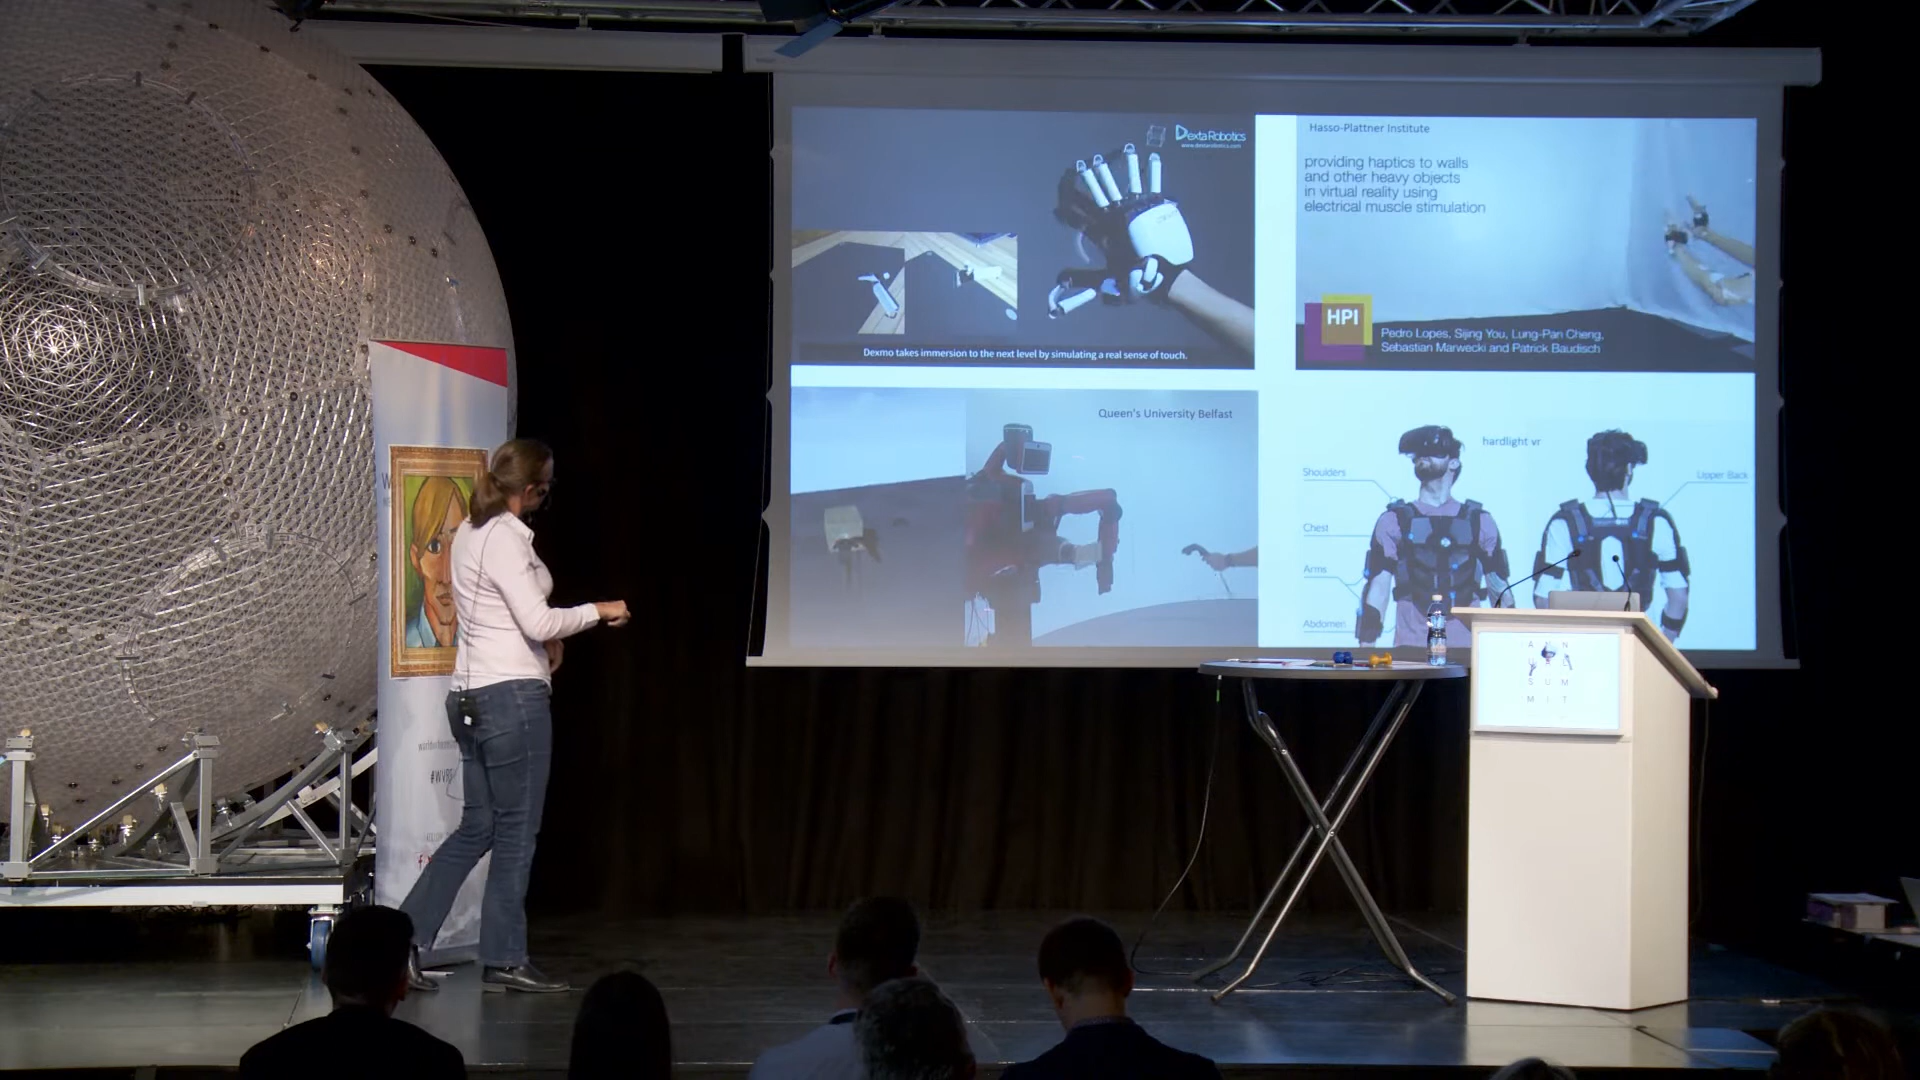 Dexta Robotics
www.dextarobotics.com
Dexmo takes immersion to the next level by simulating a real sense of touch.
Hasso-Plattner Institute
providing haptics to walls
and other heavy objects
in virtual reality using
electrical muscle stimulation
HPI
Pedro Lopes, Sijing You, Lung-Pan Cheng,
Sebastian Marwecki and Patrick Baudisch
Queen's University Belfast
hardlight vr
Shoulders
Upper Back
Chest
Arms
Abdomen
A N N
U A L
S U M
M I T
W